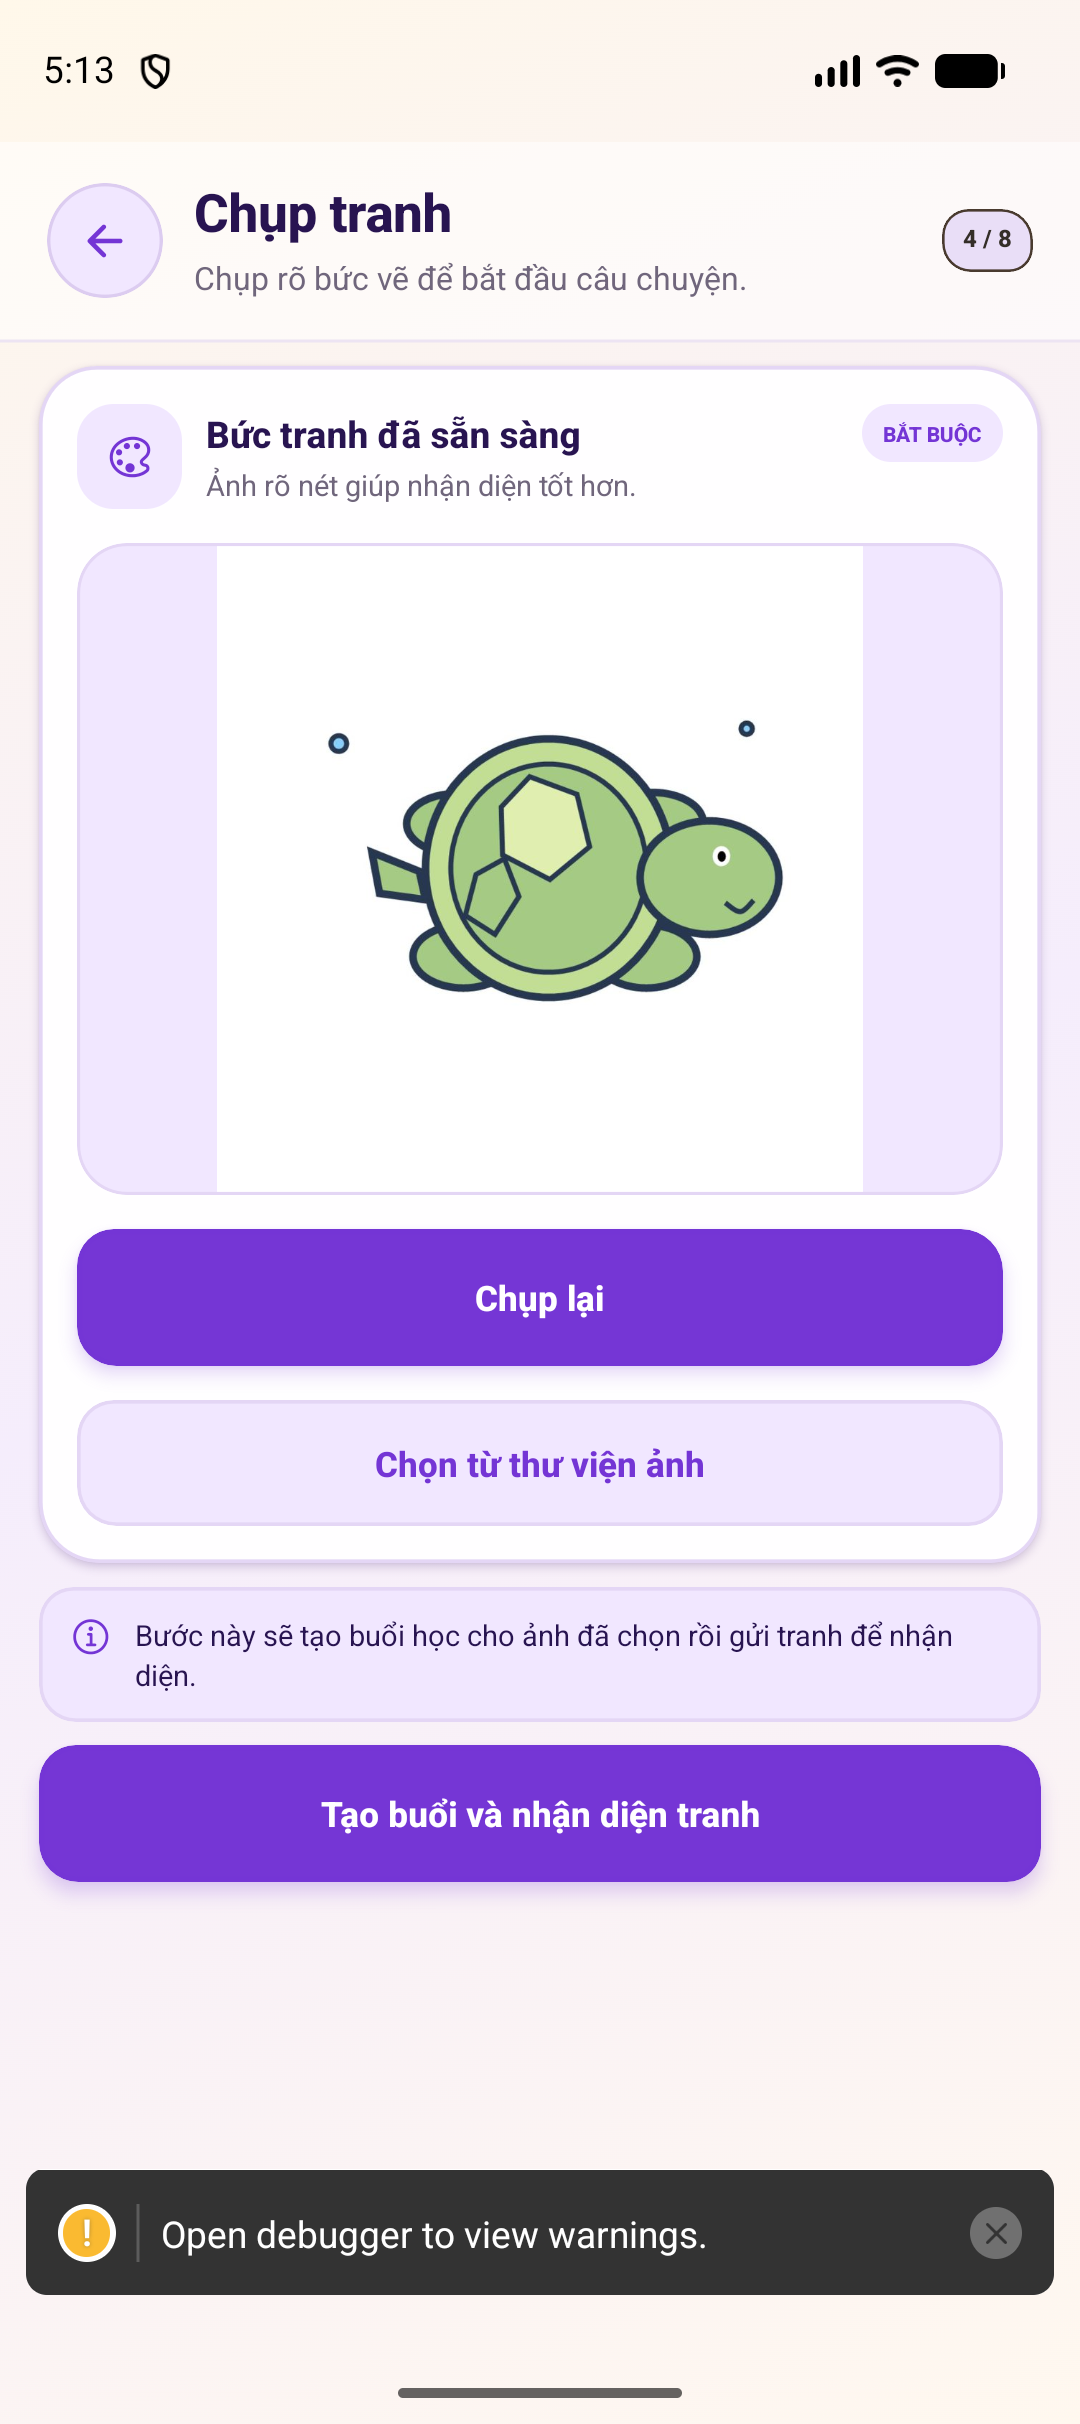 5:13
Chụp tranh
Chụp rõ bức vẽ để bắt đầu câu chuyện.
4 / 8
Bức tranh đã sẵn sàng
BẮT BUỘC
Ảnh rõ nét giúp nhận diện tốt hơn.
Chụp lại
Chọn từ thư viện ảnh
Bước này sẽ tạo buổi học cho ảnh đã chọn rồi gửi tranh để nhận
diện.
Tạo buổi và nhận diện tranh
Open debugger to view warnings.